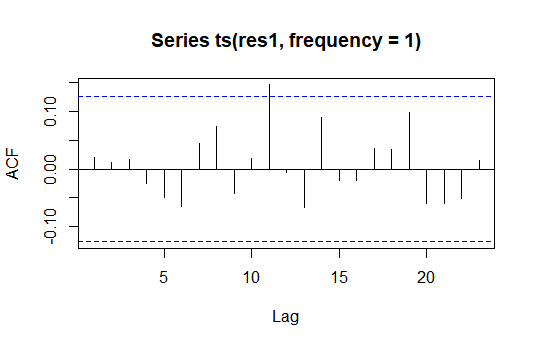 Series ts(res1, frequency = 1)
ACF
0.10
0.00
-0.10
5
10
15
20
Lag